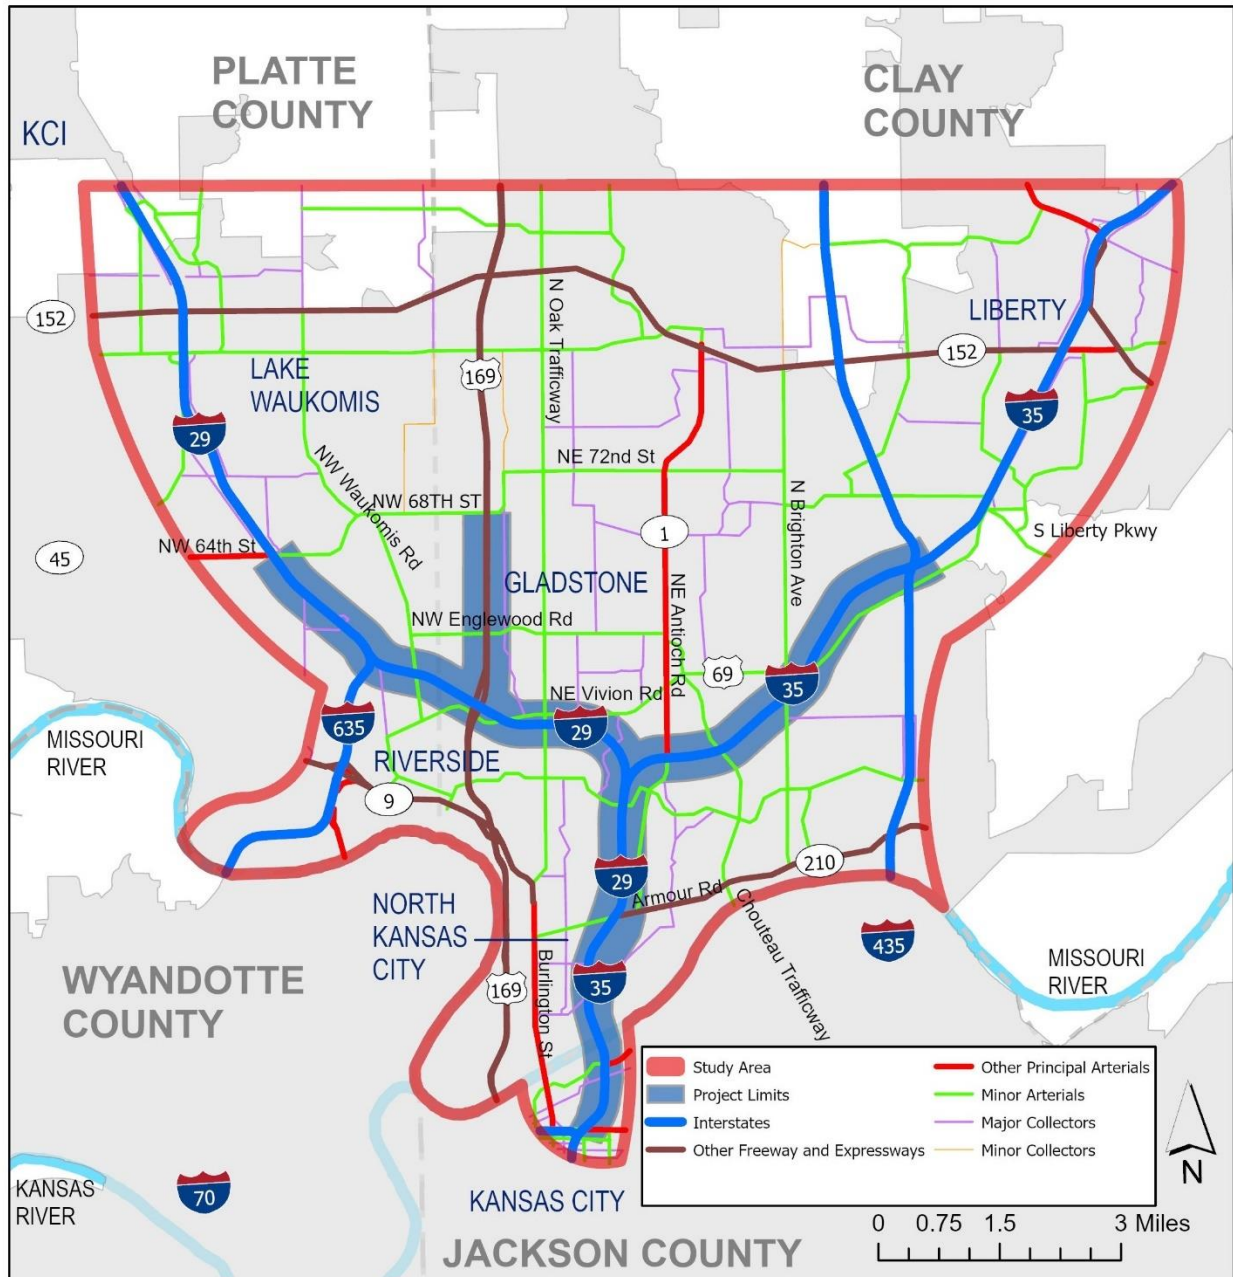 PLATTE
COUNTY
CLAY
COUNTY
KCI
152
LAKE
WAUKOMIS
169
N Oak Trafficway
LIBERTY
152
29
35
NW Waukomis Rd
NE 72nd St
NW 68TH ST
N Brighton Ave
1
S Liberty Pkwy
45
NW 64th St
GLADSTONE
NE Antioch Rd
NW Englewood Rd
69
35
NE Vivion Rd
29
635
MISSOURI
RIVER
RIVERSIDE
9
210
29
Armour Rd
NORTH
KANSAS
CITY
Chouteau Trafficway
435
MISSOURI
RIVER
WYANDOTTE
COUNTY
169
Burlington St
35
Study Area
Project Limits
Interstates
Other Freeway and Expressways
Other Principal Arterials
Minor Arterials
Major Collectors
Minor Collectors
N
KANSAS
RIVER
70
KANSAS CITY
JACKSON COUNTY
0 0.75 1.5 3 Miles